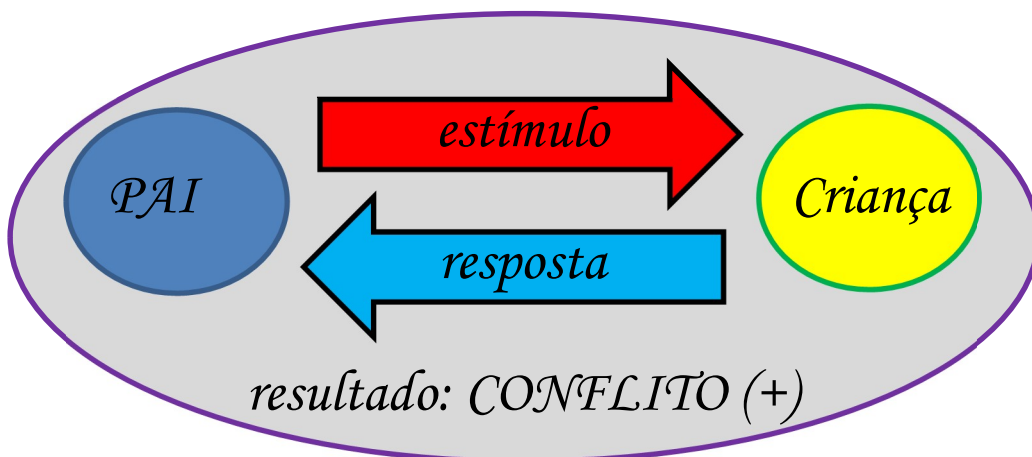 estímulo
PAI
Criança
resposta
resultado: CONFLITO (+)